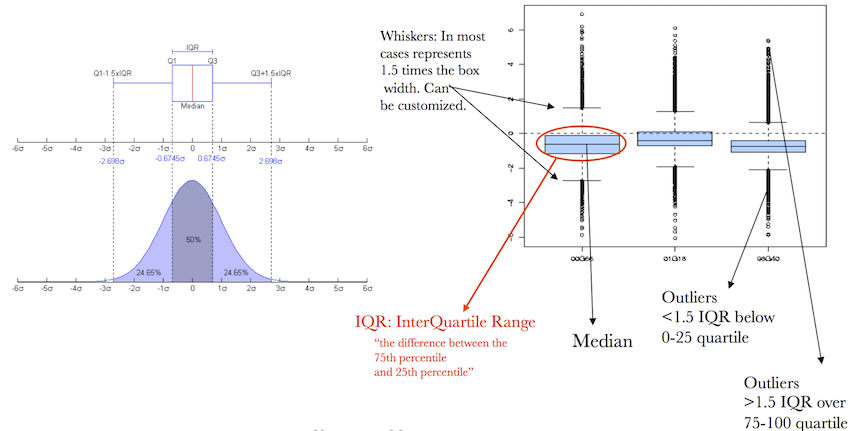 IQR
Q1
Q3
Q1-1.5xIQR
Q3+1.5xIQR
Median
-6σ -5σ -4σ -3σ -2σ -1σ 0 1σ 2σ 3σ 4σ 5σ 6σ
-2.698σ -0.6745σ 0.6745σ 2.698σ
50%
24.65% 24.65%
-6σ -5σ -4σ -3σ -2σ -1σ 0 1σ 2σ 3σ 4σ 5σ 6σ
Whiskers: In most
cases represents
1.5 times the box
width. Can
be customized.
6
4
2
0
-2
-4
-6
IQR: InterQuartile Range
“the difference between the
75th percentile
and 25th percentile”
Median
Outliers
<1.5 IQR below
0-25 quartile
Outliers
>1.5 IQR over
75-100 quartile